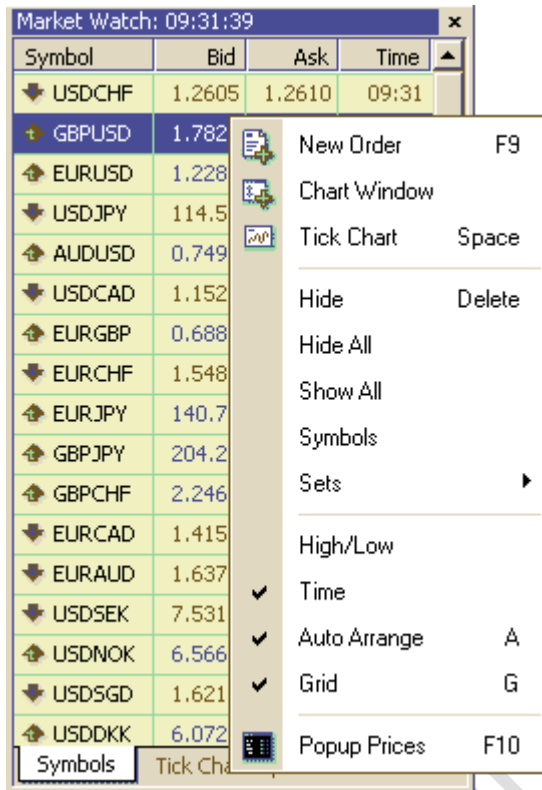 Market Watch: 09:31:39
Symbol Bid Ask Time
USDCHF 1.2605 1.2610 09:31
GBPUSD 1.782
EURUSD 1.228
USDJPY 114.5
AUDUSD 0.749
USDCAD 1.152
EURGBP 0.688
EURCHF 1.548
EURJPY 140.7
GBPJPY 204.2
GBPCHF 2.246
EURCAD 1.415
EURAUD 1.637
USDSEK 7.531
USDNOK 6.566
USDSGD 1.621
USDDKK 6.072
Symbols Tick Cha
New Order F9
Chart Window
Tick Chart Space
Hide Delete
Hide All
Show All
Symbols
Sets
High/Low
Time
Auto Arrange A
Grid G
Popup Prices F10